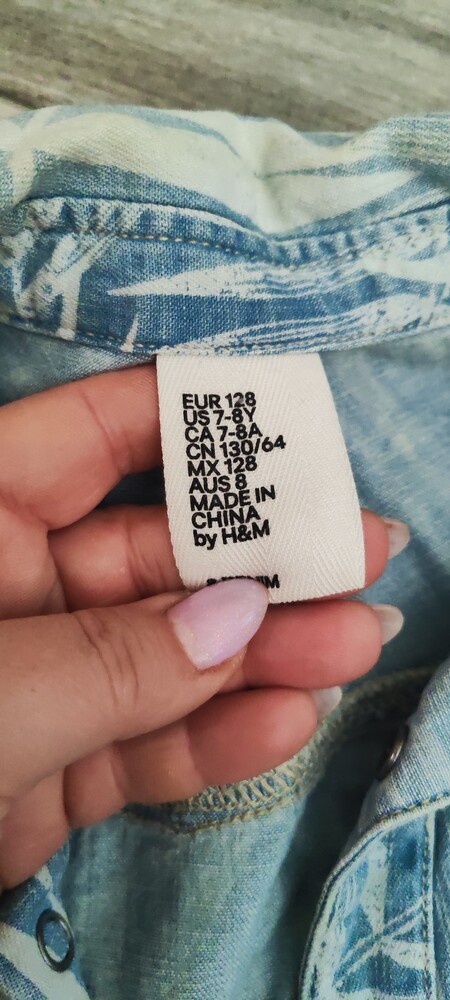 EUR 128
US 7-8Y
CA 7-8A
CN 130/64
MX 128
AUS 8
MADE IN
CHINA
by H&M